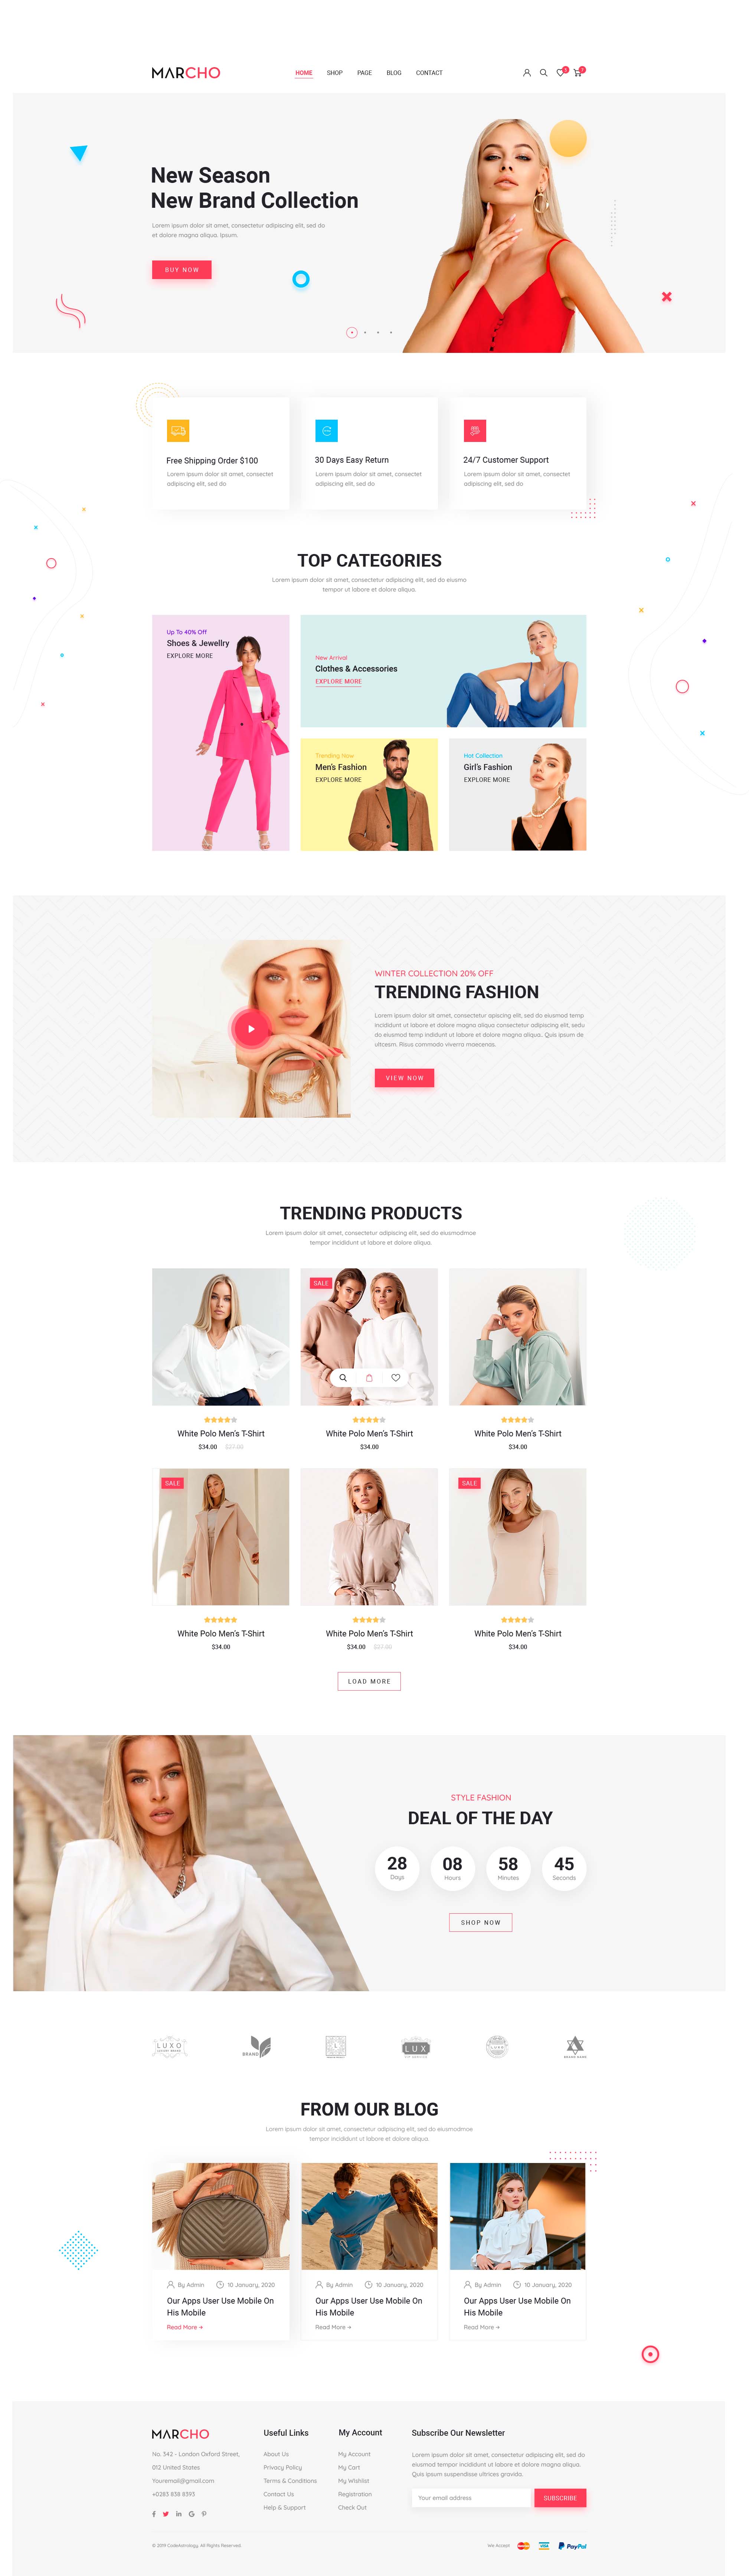 MARCHO
HOME SHOP PAGE BLOG CONTACT
New Season
New Brand Collection
Lorem ipsum dolor sit amet, consectetur adipiscing elit, sed do
et dolore magna aliqua. Ipsum.
BUY NOW
Free Shipping Order $100
Lorem ipsum dolor sit amet, consectet
adipiscing elit, sed do
30 Days Easy Return
Lorem ipsum dolor sit amet, consectet
adipiscing elit, sed do
24/7 Customer Support
Lorem ipsum dolor sit amet, consectet
adipiscing elit, sed do
TOP CATEGORIES
Lorem ipsum dolor sit amet, consectetur adipiscing elit, sed do eiusmo
tempor ut labore et dolore aliqua.
Up To 40% Off
Shoes & Jewellry
EXPLORE MORE
New Arrival
Clothes & Accessories
EXPLORE MORE
Trending Now
Men's Fashion
EXPLORE MORE
Hot Collection
Girl's Fashion
EXPLORE MORE
WINTER COLLECTION 20% OFF
TRENDING FASHION
Lorem ipsum dolor sit amet, consectetur apiscing elit, sed do eiusmod temp
incididunt ut labore et dolore magna aliqua consectetur adipiscing elit, sedu
do eiusmod temp indidunt ut labore et dolore magna aliqua.. Quis ipsum de
ultcesm. Risus commodo viverra maecenas.
VIEW NOW
TRENDING PRODUCTS
Lorem ipsum dolor sit amet, consectetur adipiscing elit, sed do eiusmodmoe
tempor incididunt ut labore et dolore aliqua.
White Polo Men's T-Shirt
$34.00 $37.00
SALE
White Polo Men's T-Shirt
$34.00
White Polo Men's T-Shirt
$34.00
SALE
White Polo Men's T-Shirt
$34.00
White Polo Men's T-Shirt
$34.00 $37.00
SALE
White Polo Men's T-Shirt
$34.00
LOAD MORE
STYLE FASHION
DEAL OF THE DAY
28 08 58 45
Days Hours Minutes Seconds
SHOP NOW
LUXO
BRAND
L
LUX
LUXE
BRAND NAME
FROM OUR BLOG
Lorem ipsum dolor sit amet, consectetur adipiscing elit, sed do eiusmodmoe
tempor incididunt ut labore et dolore aliqua.
By Admin 10 January, 2020
Our Apps User Use Mobile On
His Mobile
Read More →
By Admin 10 January, 2020
Our Apps User Use Mobile On
His Mobile
Read More →
By Admin 10 January, 2020
Our Apps User Use Mobile On
His Mobile
Read More →
MARCHO
No. 342 - London Oxford Street,
012 United States
Youremail@gmail.com
+0283 838 8393
Useful Links
About Us
Privacy Policy
Terms & Conditions
Contact Us
Help & Support
My Account
My Account
My Cart
My Wishlist
Registration
Check Out
Subscribe Our Newsletter
Lorem ipsum dolor sit amet, consectetur adipiscing elit, sed do eiusmod
eiusmod tempor incididunt ut labore et dolore magna aliqua.
Quis ipsum suspendisse ultrices gravida.
Your email address
SUBSCRIBE
© 2019 CodeAstrology. All Rights Reserved.
We Accept
VISA
PayPal